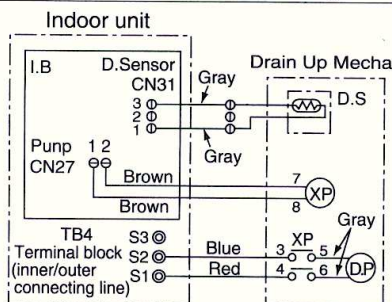 Indoor unit
I.B
D.Sensor
CN31
Gray
Drain Up Mecha
D.S
3
2
1
Gray
Punp
CN27
1 2
Brown
Brown
7
8
XP
Gray
TB4
Terminal block
(inner/outer
connecting line)
S3
S2
S1
Blue
Red
XP
3 5
4 6
D.P